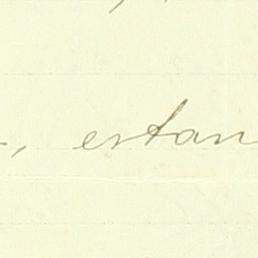 , estan